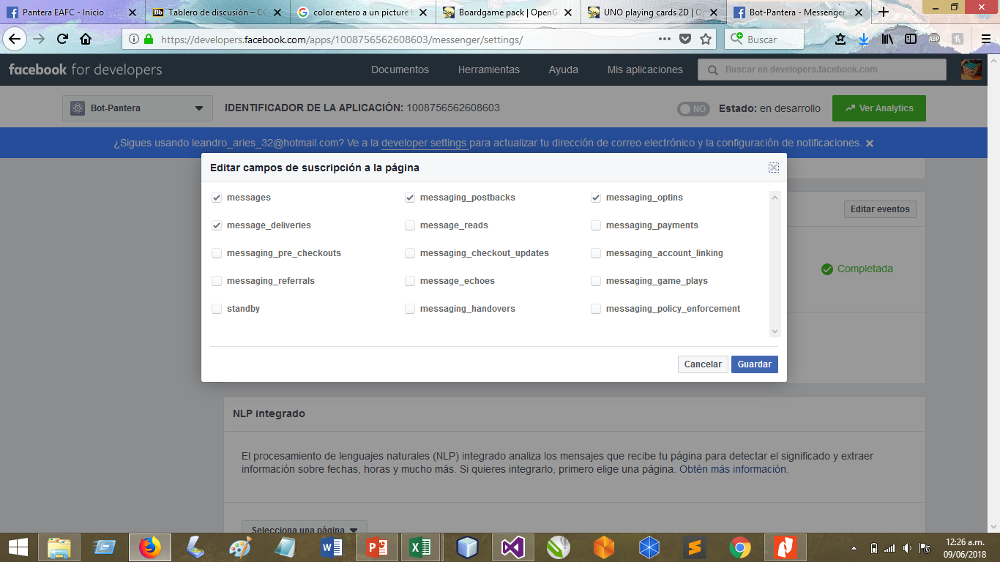 Pantera EAFC - Inicio
Tablero de discusión – CC
color entero a un picture b
Boardgame pack | OpenG
UNO playing cards 2D | Op
Bot-Pantera - Messenger
https://developers.facebook.com/apps/1008756562608603/messenger/settings/
Buscar
ABP
facebook for developers
Documentos
Herramientas
Ayuda
Mis aplicaciones
Buscar en developers.facebook.com
Bot-Pantera
IDENTIFICADOR DE LA APLICACIÓN: 1008756562608603
NO
Estado: en desarrollo
Ver Analytics
¿Sigues usando leandro_aries_32@hotmail.com? Ve a la developer settings para actualizar tu dirección de correo electrónico y la configuración de notificaciones.
Editar campos de suscripción a la página
messages
messaging_postbacks
messaging_optins
message_deliveries
message_reads
messaging_payments
messaging_pre_checkouts
messaging_checkout_updates
messaging_account_linking
messaging_referrals
message_echoes
messaging_game_plays
standby
messaging_handovers
messaging_policy_enforcement
Cancelar
Guardar
Editar eventos
Completada
NLP integrado
El procesamiento de lenguajes naturales (NLP) integrado analiza los mensajes que recibe tu página para detectar el significado y extraer
información sobre fechas, horas y mucho más. Si quieres integrarlo, primero elige una página. Obtén más información.
Selecciona una página
12:26 a.m.
09/06/2018